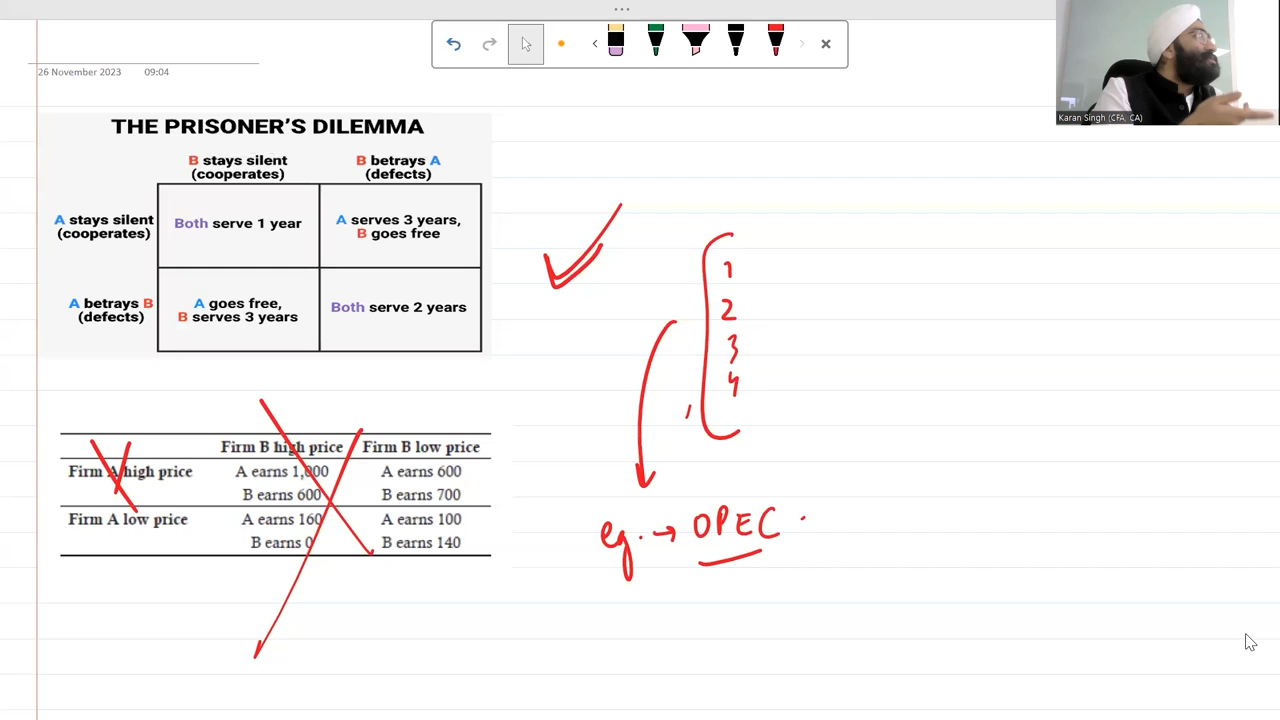 26 November 2023 09:04
Karan Singh (CFA, CA)
THE PRISONER'S DILEMMA
B stays silent (cooperates)
B betrays A (defects)
A stays silent (cooperates)
Both serve 1 year
A serves 3 years, B goes free
A betrays B (defects)
A goes free, B serves 3 years
Both serve 2 years
1
2
3
4
eg. → OPEC
Firm B high price Firm B low price
Firm A high price A earns 1,000 A earns 600
B earns 600 B earns 700
Firm A low price A earns 160 A earns 100
B earns 0 B earns 140